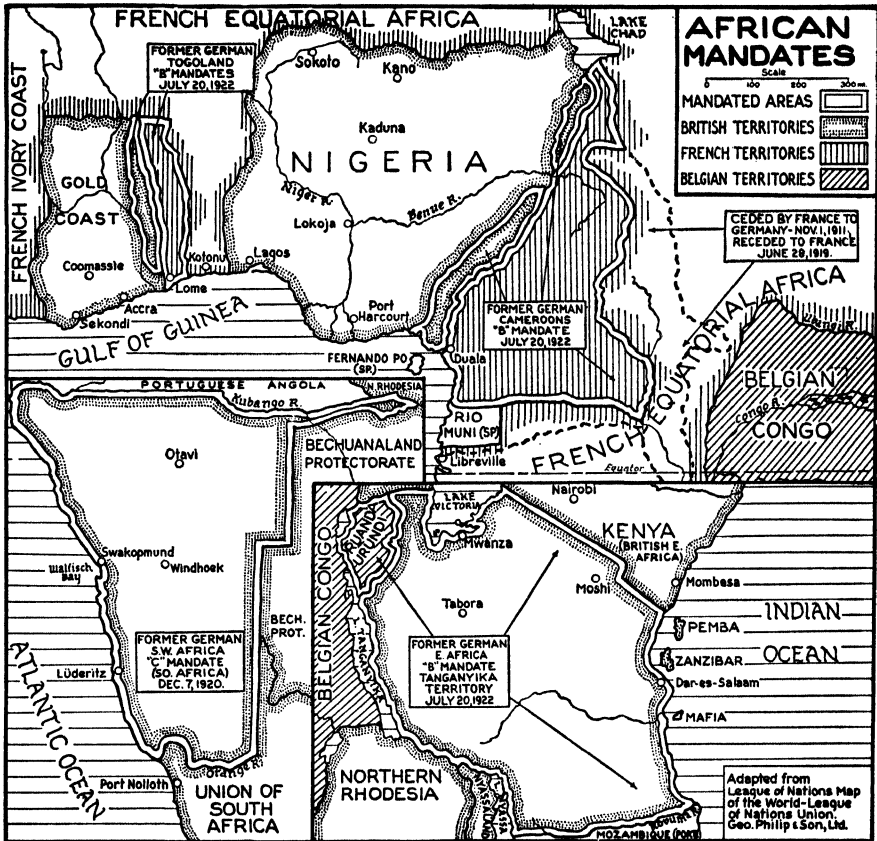 FRENCH EQUATORIAL AFRICA
LAKE
CHAD
AFRICAN
MANDATES
Scale
0 100 200 300 mi.
MANDATED AREAS
BRITISH TERRITORIES
FRENCH TERRITORIES
BELGIAN TERRITORIES
FORMER GERMAN
TOGOLAND
"B" MANDATES
JULY 20, 1922
Sokoto
Kano
Kaduna
NIGERIA
FRENCH IVORY COAST
GOLD
COAST
Niger R.
Benue R.
Lokoja
Coomassie
Kotonu
Lagos
Lome
Accra
Sekondi
Port
Harcourt
GULF OF GUINEA
FERNANDO PO
(SP.)
Duala
CEDED BY FRANCE TO
GERMANY-NOV. 1, 1911,
RECEDED TO FRANCE
JUNE 28, 1919.
FORMER GERMAN
CAMEROONS
"B" MANDATE
JULY 20, 1922
FRENCH EQUATORIAL AFRICA
Ubangi R.
BELGIAN
Congo R.
CONGO
RIO
MUNI (SP)
Libreville
Equator
PORTUGUESE ANGOLA
N. RHODESIA
Kubango R.
BECHUANALAND
PROTECTORATE
Otavi
Swakopmund
Walfisch
Bay
Windhoek
BECH.
PROT.
FORMER GERMAN
S.W. AFRICA
"C" MANDATE
(SO. AFRICA)
DEC. 7, 1920.
Lüderitz
ATLANTIC OCEAN
Orange R.
Port Nolloth
UNION OF
SOUTH
AFRICA
LAKE
VICTORIA
Nairobi
KENYA
(BRITISH E.
AFRICA)
RUANDA
URUNDI
Mwanza
Moshi
Mombasa
Tabora
BELGIAN CONGO
TANGANYIKA
FORMER GERMAN
E. AFRICA
"B" MANDATE
TANGANYIKA
TERRITORY
JULY 20, 1922
INDIAN
OCEAN
PEMBA
ZANZIBAR
Dar-es-Salaam
MAFIA
NORTHERN
RHODESIA
NYASSALAND
NYASSA
Rovuma R.
MOZAMBIQUE (PORT.)
Adapted from
League of Nations Map
of the World-League
of Nations Union.
Geo. Philip & Son, Ltd.